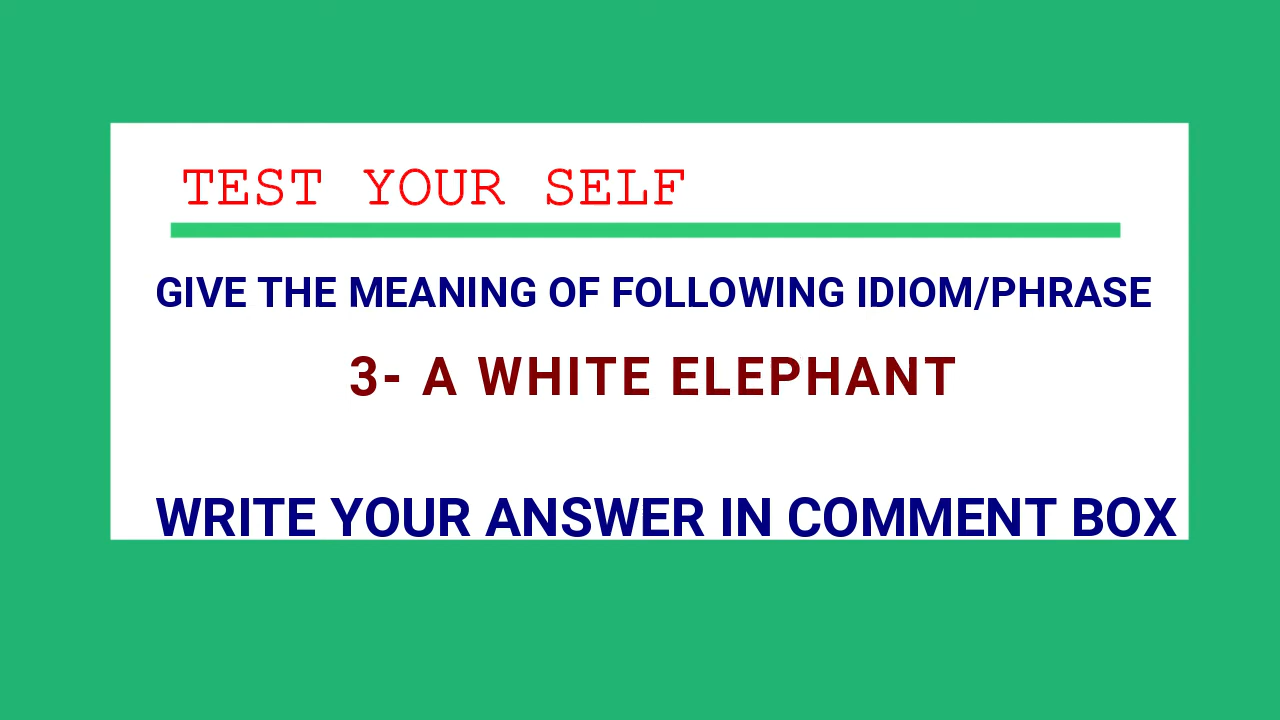 TEST YOUR SELF
GIVE THE MEANING OF FOLLOWING IDIOM/PHRASE
3- A WHITE ELEPHANT
WRITE YOUR ANSWER IN COMMENT BOX